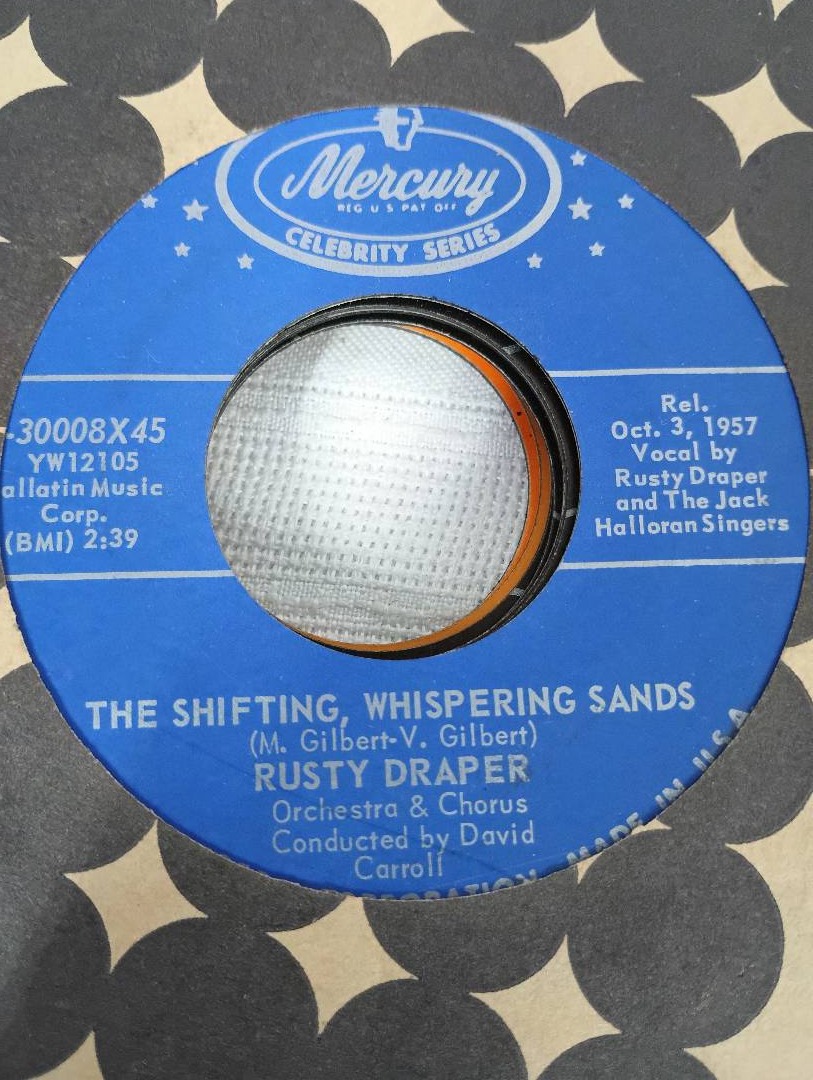 Mercury
REG U S PAT OFF
CELEBRITY SERIES
-30008X45
YW12105
allatin Music
Corp.
(BMI) 2:39
Rel.
Oct. 3, 1957
Vocal by
Rusty Draper
and The Jack
Halloran Singers
THE SHIFTING, WHISPERING SANDS
(M. Gilbert-V. Gilbert)
RUSTY DRAPER
Orchestra & Chorus
Conducted by David
Carroll
MADE IN U.S.A.